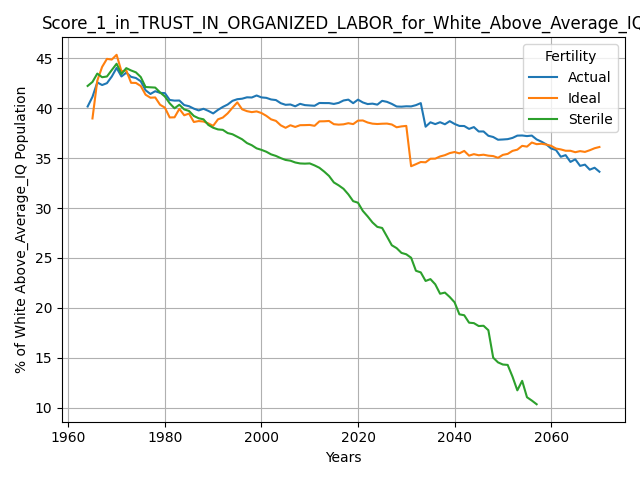 Score_1_in_TRUST_IN_ORGANIZED_LABOR_for_White_Above_Average_IQ
Fertility
Actual
Ideal
Sterile
% of White Above_Average_IQ Population
45
40
35
30
25
20
15
10
1960
1980
2000
2020
2040
2060
Years